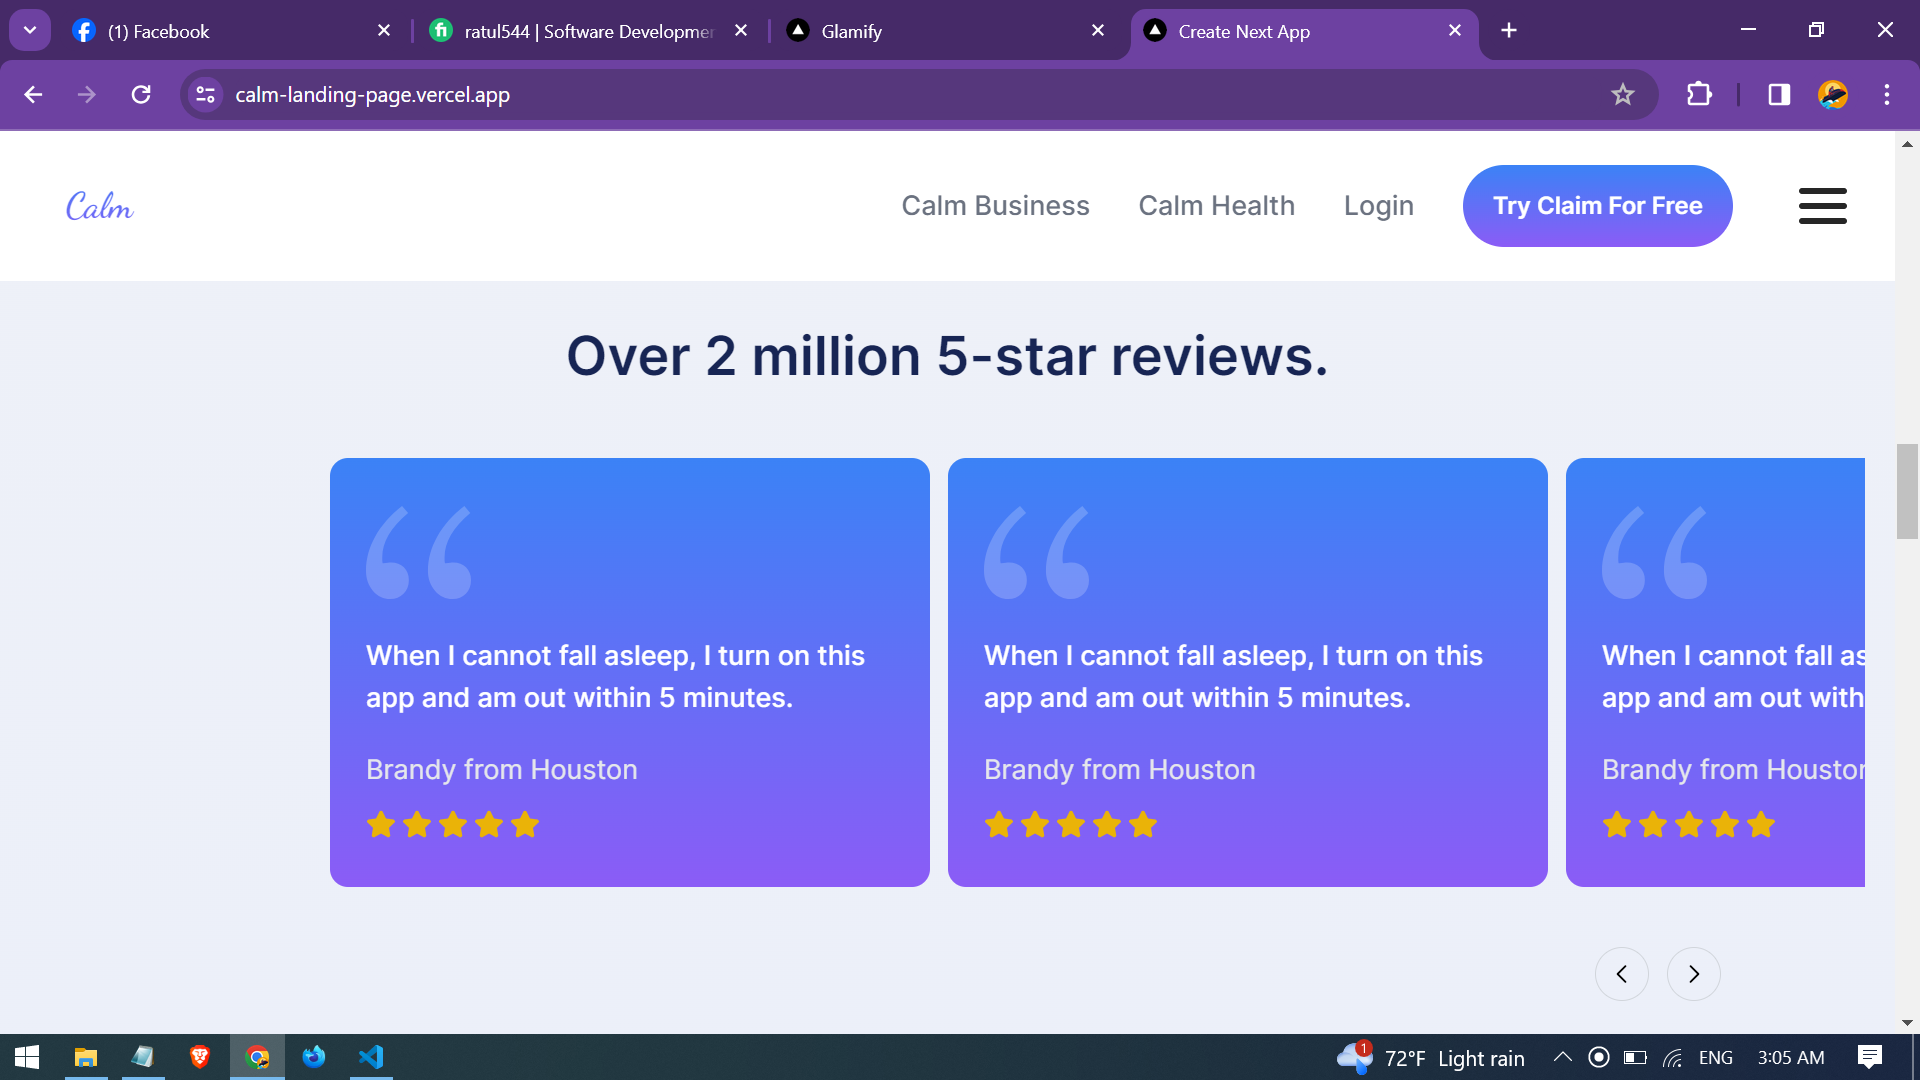 (1) Facebook
ratul544 | Software Developmer
Glamify
Create Next App
calm-landing-page.vercel.app
Calm
Calm Business
Calm Health
Login
Try Claim For Free
Over 2 million 5-star reviews.
When I cannot fall asleep, I turn on this
app and am out within 5 minutes.
Brandy from Houston
When I cannot fall asleep, I turn on this
app and am out within 5 minutes.
Brandy from Houston
When I cannot fall as
app and am out with
Brandy from Houston
1
72°F Light rain
ENG
3:05 AM